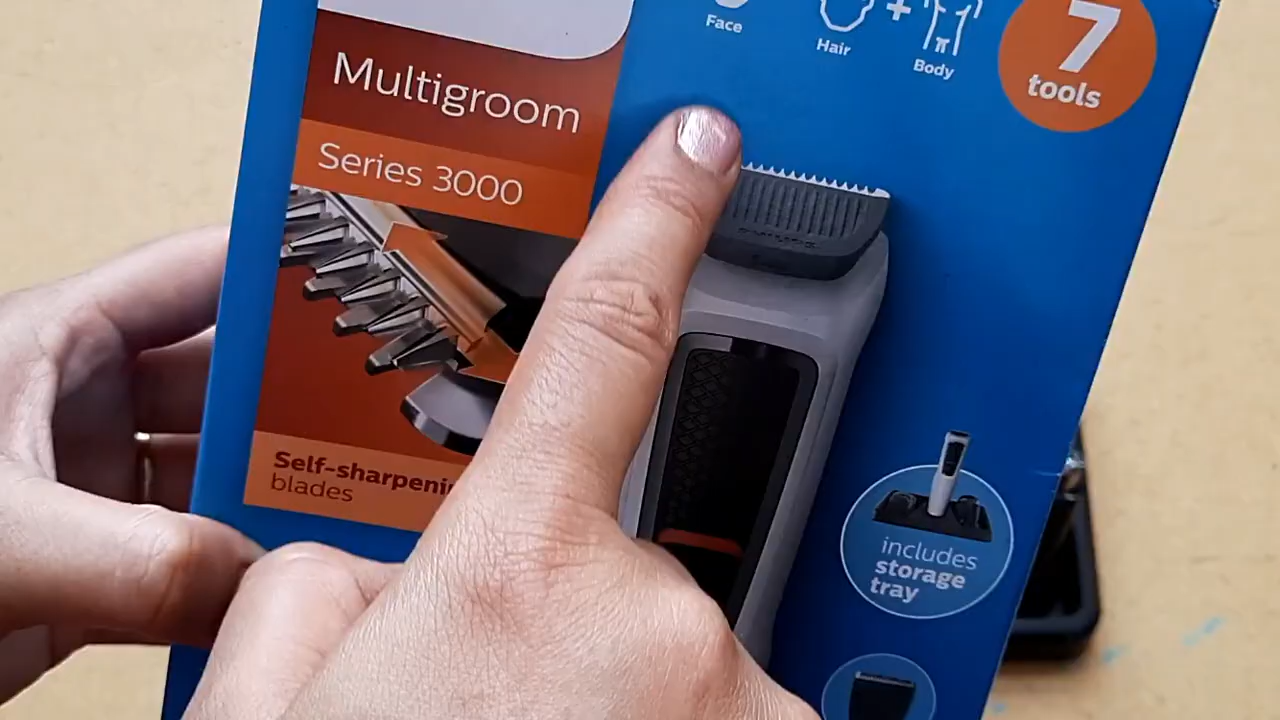 Face
Hair
Body
7
tools
Multigroom
Series 3000
Self-sharpeni
blades
includes
storage
tray